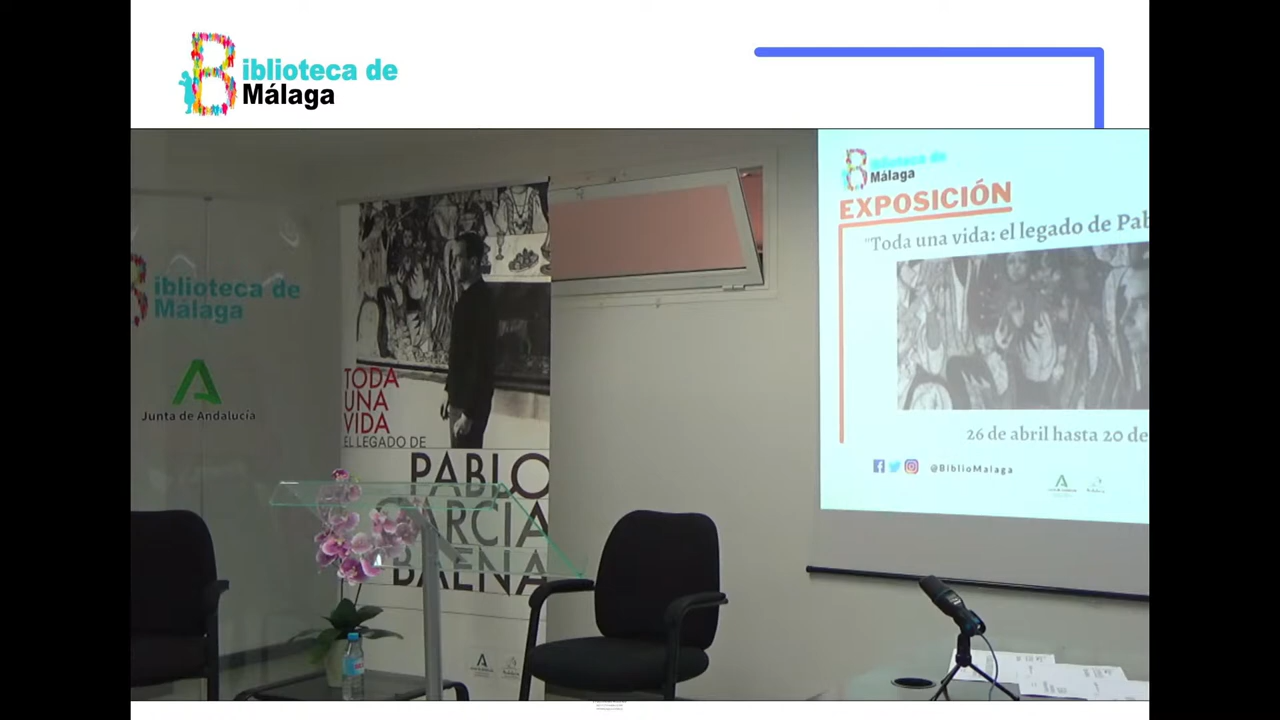 Biblioteca de
Málaga
Biblioteca de
Málaga
Junta de Andalucía
TODA
UNA
VIDA
EL LEGADO DE
PABLO
GARCIA
BAENA
Biblioteca de
Málaga
EXPOSICIÓN
"Toda una vida: el legado de Pab
26 de abril hasta 20 de
@BiblioMalaga